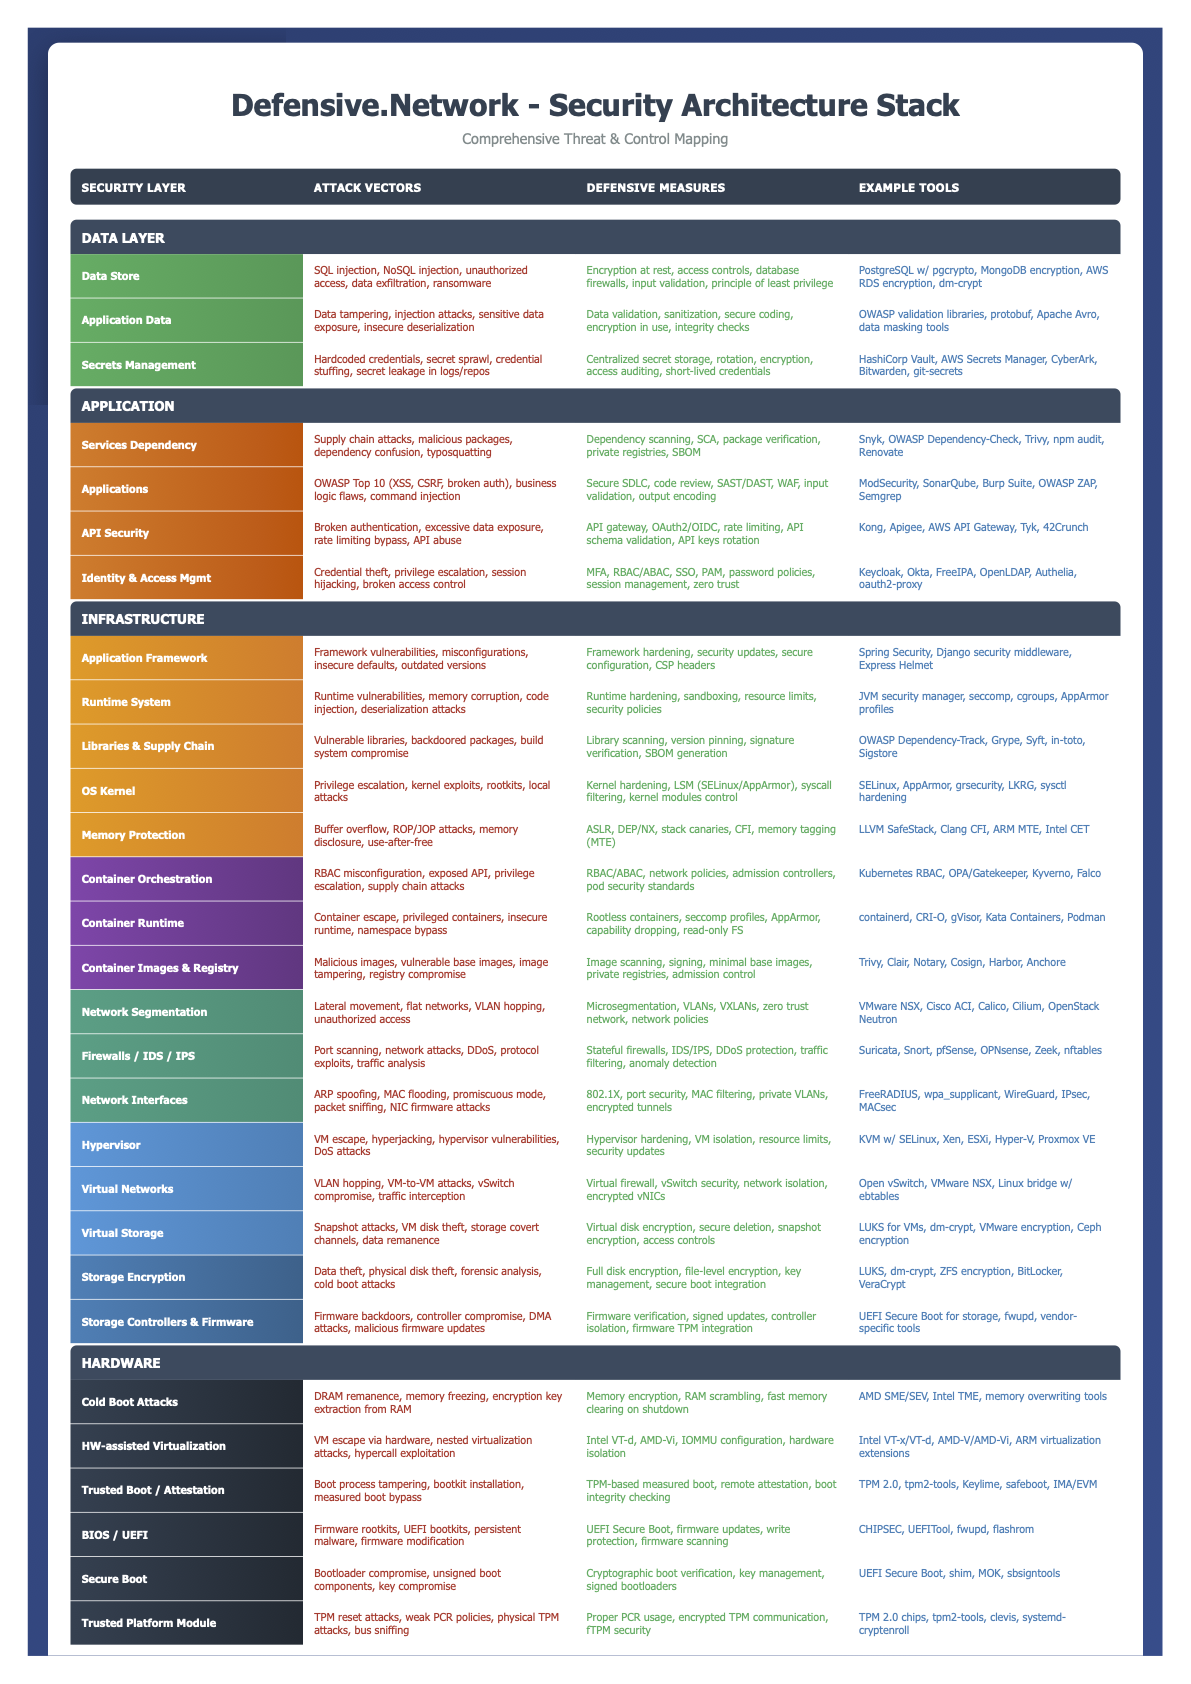 Defensive.Network - Security Architecture Stack
Comprehensive Threat & Control Mapping
SECURITY LAYER ATTACK VECTORS DEFENSIVE MEASURES EXAMPLE TOOLS
DATA LAYER
Data Store
SQL injection, NoSQL injection, unauthorized
access, data exfiltration, ransomware
Encryption at rest, access controls, database
firewalls, input validation, principle of least privilege
PostgreSQL w/ pgcrypto, MongoDB encryption, AWS
RDS encryption, dm-crypt
Application Data
Data tampering, injection attacks, sensitive data
exposure, insecure deserialization
Data validation, sanitization, secure coding,
encryption in use, integrity checks
OWASP validation libraries, protobuf, Apache Avro,
data masking tools
Secrets Management
Hardcoded credentials, secret sprawl, credential
stuffing, secret leakage in logs/repos
Centralized secret storage, rotation, encryption,
access auditing, short-lived credentials
HashiCorp Vault, AWS Secrets Manager, CyberArk,
Bitwarden, git-secrets
APPLICATION
Services Dependency
Supply chain attacks, malicious packages,
dependency confusion, typosquatting
Dependency scanning, SCA, package verification,
private registries, SBOM
Snyk, OWASP Dependency-Check, Trivy, npm audit,
Renovate
Applications
OWASP Top 10 (XSS, CSRF, broken auth), business
logic flaws, command injection
Secure SDLC, code review, SAST/DAST, WAF, input
validation, output encoding
ModSecurity, SonarQube, Burp Suite, OWASP ZAP,
Semgrep
API Security
Broken authentication, excessive data exposure,
rate limiting bypass, API abuse
API gateway, OAuth2/OIDC, rate limiting, API
schema validation, API keys rotation
Kong, Apigee, AWS API Gateway, Tyk, 42Crunch
Identity & Access Mgmt
Credential theft, privilege escalation, session
hijacking, broken access control
MFA, RBAC/ABAC, SSO, PAM, password policies,
session management, zero trust
Keycloak, Okta, FreeIPA, OpenLDAP, Authelia,
oauth2-proxy
INFRASTRUCTURE
Application Framework
Framework vulnerabilities, misconfigurations,
insecure defaults, outdated versions
Framework hardening, security updates, secure
configuration, CSP headers
Spring Security, Django security middleware,
Express Helmet
Runtime System
Runtime vulnerabilities, memory corruption, code
injection, deserialization attacks
Runtime hardening, sandboxing, resource limits,
security policies
JVM security manager, seccomp, cgroups, AppArmor
profiles
Libraries & Supply Chain
Vulnerable libraries, backdoored packages, build
system compromise
Library scanning, version pinning, signature
verification, SBOM generation
OWASP Dependency-Track, Grype, Syft, in-toto,
Sigstore
OS Kernel
Privilege escalation, kernel exploits, rootkits, local
attacks
Kernel hardening, LSM (SELinux/AppArmor), syscall
filtering, kernel modules control
SELinux, AppArmor, grsecurity, LKRG, sysctl
hardening
Memory Protection
Buffer overflow, ROP/JOP attacks, memory
disclosure, use-after-free
ASLR, DEP/NX, stack canaries, CFI, memory tagging
(MTE)
LLVM SafeStack, Clang CFI, ARM MTE, Intel CET
Container Orchestration
RBAC misconfiguration, exposed API, privilege
escalation, supply chain attacks
RBAC/ABAC, network policies, admission controllers,
pod security standards
Kubernetes RBAC, OPA/Gatekeeper, Kyverno, Falco
Container Runtime
Container escape, privileged containers, insecure
runtime, namespace bypass
Rootless containers, seccomp profiles, AppArmor,
capability dropping, read-only FS
containerd, CRI-O, gVisor, Kata Containers, Podman
Container Images & Registry
Malicious images, vulnerable base images, image
tampering, registry compromise
Image scanning, signing, minimal base images,
private registries, admission control
Trivy, Clair, Notary, Cosign, Harbor, Anchore
Network Segmentation
Lateral movement, flat networks, VLAN hopping,
unauthorized access
Microsegmentation, VLANs, VXLANs, zero trust
network, network policies
VMware NSX, Cisco ACI, Calico, Cilium, OpenStack
Neutron
Firewalls / IDS / IPS
Port scanning, network attacks, DDoS, protocol
exploits, traffic analysis
Stateful firewalls, IDS/IPS, DDoS protection, traffic
filtering, anomaly detection
Suricata, Snort, pfSense, OPNsense, Zeek, nftables
Network Interfaces
ARP spoofing, MAC flooding, promiscuous mode,
packet sniffing, NIC firmware attacks
802.1X, port security, MAC filtering, private VLANs,
encrypted tunnels
FreeRADIUS, wpa_supplicant, WireGuard, IPsec,
MACsec
Hypervisor
VM escape, hyperjacking, hypervisor vulnerabilities,
DoS attacks
Hypervisor hardening, VM isolation, resource limits,
security updates
KVM w/ SELinux, Xen, ESXi, Hyper-V, Proxmox VE
Virtual Networks
VLAN hopping, VM-to-VM attacks, vSwitch
compromise, traffic interception
Virtual firewall, vSwitch security, network isolation,
encrypted vNICs
Open vSwitch, VMware NSX, Linux bridge w/
ebtables
Virtual Storage
Snapshot attacks, VM disk theft, storage covert
channels, data remanence
Virtual disk encryption, secure deletion, snapshot
encryption, access controls
LUKS for VMs, dm-crypt, VMware encryption, Ceph
encryption
Storage Encryption
Data theft, physical disk theft, forensic analysis,
cold boot attacks
Full disk encryption, file-level encryption, key
management, secure boot integration
LUKS, dm-crypt, ZFS encryption, BitLocker,
VeraCrypt
Storage Controllers & Firmware
Firmware backdoors, controller compromise, DMA
attacks, malicious firmware updates
Firmware verification, signed updates, controller
isolation, firmware TPM integration
UEFI Secure Boot for storage, fwupd, vendor-
specific tools
HARDWARE
Cold Boot Attacks
DRAM remanence, memory freezing, encryption key
extraction from RAM
Memory encryption, RAM scrambling, fast memory
clearing on shutdown
AMD SME/SEV, Intel TME, memory overwriting tools
HW-assisted Virtualization
VM escape via hardware, nested virtualization
attacks, hypercall exploitation
Intel VT-d, AMD-Vi, IOMMU configuration, hardware
isolation
Intel VT-x/VT-d, AMD-V/AMD-Vi, ARM virtualization
extensions
Trusted Boot / Attestation
Boot process tampering, bootkit installation,
measured boot bypass
TPM-based measured boot, remote attestation, boot
integrity checking
TPM 2.0, tpm2-tools, Keylime, safeboot, IMA/EVM
BIOS / UEFI
Firmware rootkits, UEFI bootkits, persistent
malware, firmware modification
UEFI Secure Boot, firmware updates, write
protection, firmware scanning
CHIPSEC, UEFITool, fwupd, flashrom
Secure Boot
Bootloader compromise, unsigned boot
components, key compromise
Cryptographic boot verification, key management,
signed bootloaders
UEFI Secure Boot, shim, MOK, sbsigntools
Trusted Platform Module
TPM reset attacks, weak PCR policies, physical TPM
attacks, bus sniffing
Proper PCR usage, encrypted TPM communication,
fTPM security
TPM 2.0 chips, tpm2-tools, clevis, systemd-
cryptenroll